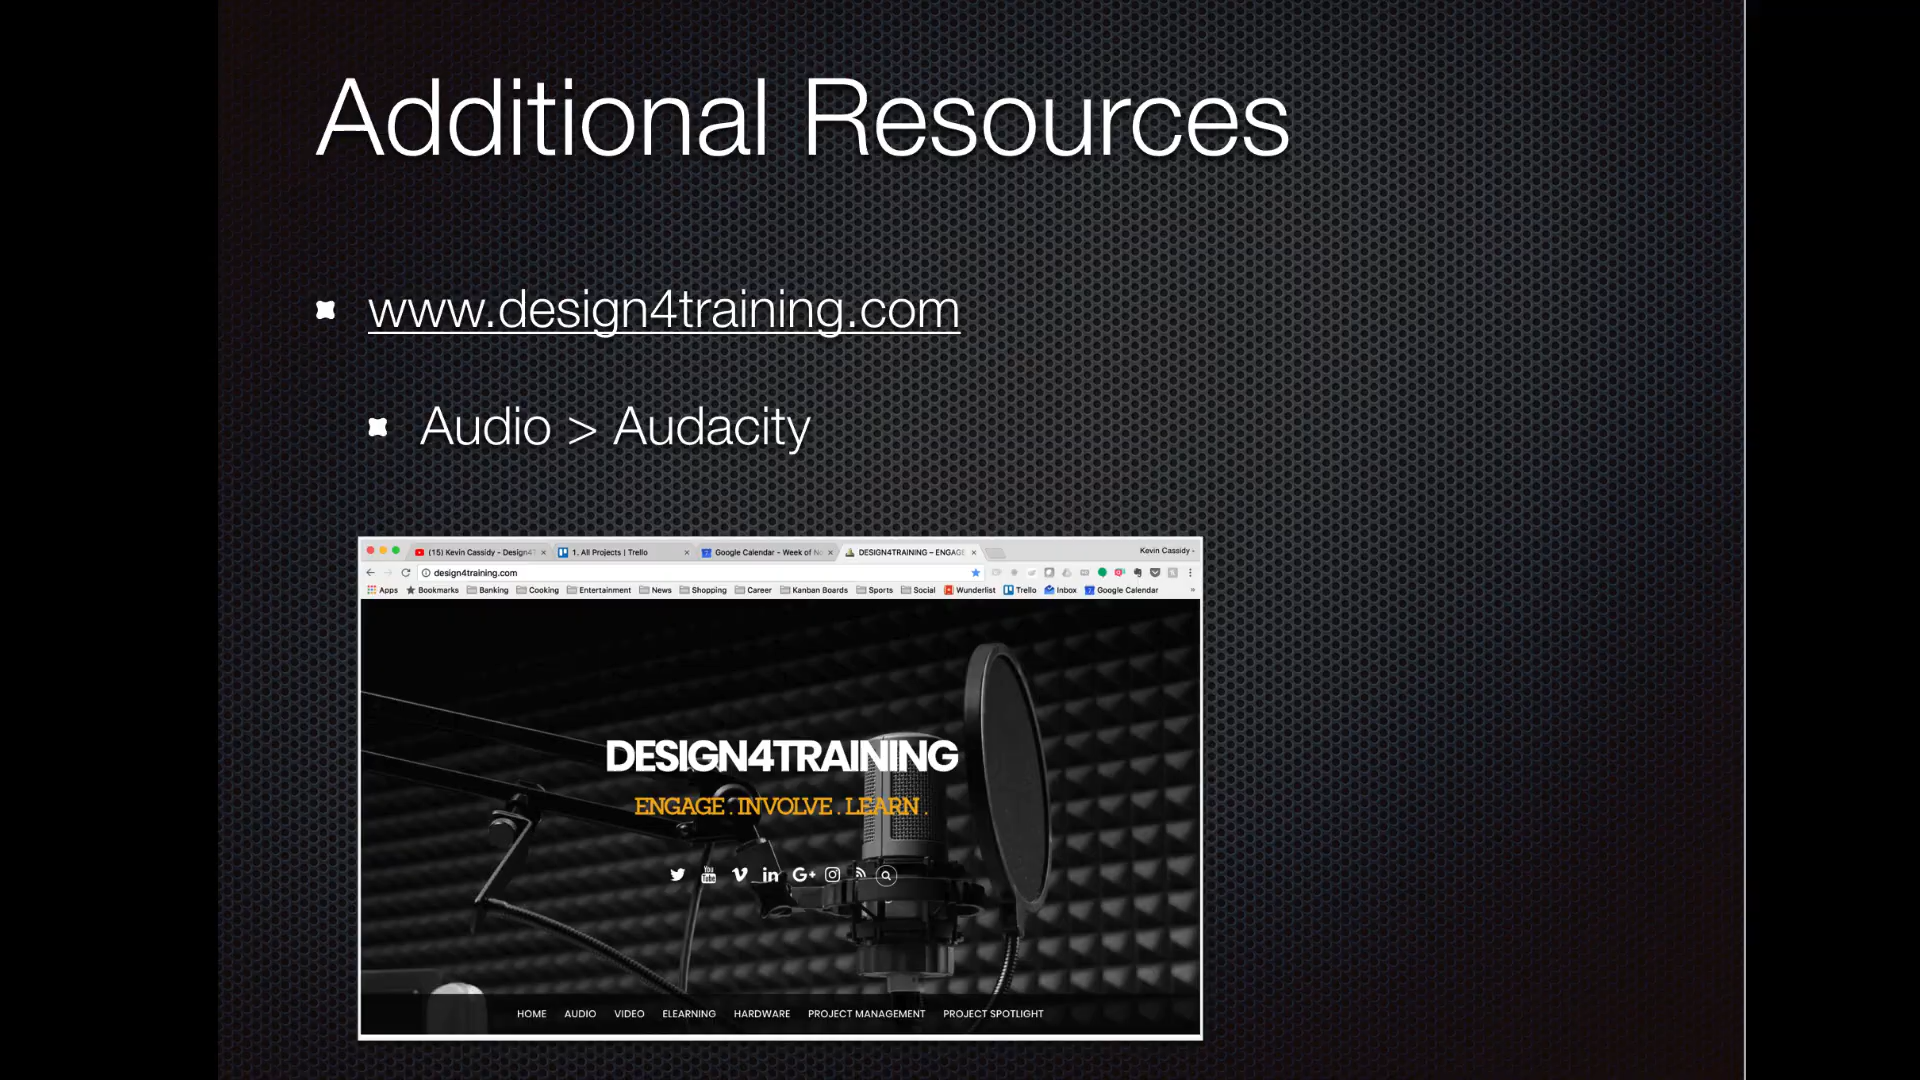 Additional Resources
www.design4training.com
Audio > Audacity
(15) Kevin Cassidy - Design4T
1. All Projects | Trello
Google Calendar - Week of No
DESIGN4TRAINING – ENGAGE
Kevin Cassidy -
design4training.com
Apps Bookmarks Banking Cooking Entertainment News Shopping Career Kanban Boards Sports Social Wunderlist Trello Inbox Google Calendar »
DESIGN4TRAINING
ENGAGE . INVOLVE . LEARN .
HOME AUDIO VIDEO ELEARNING HARDWARE PROJECT MANAGEMENT PROJECT SPOTLIGHT